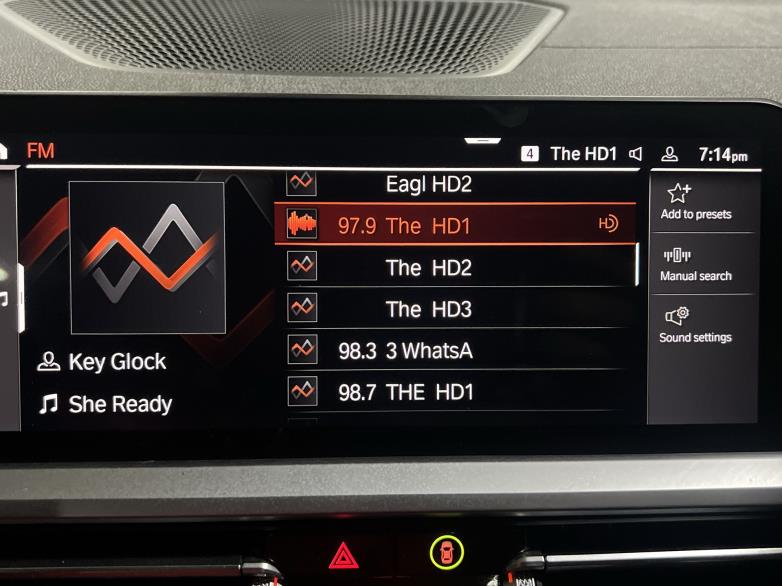 FM
4 The HD1 7:14pm
Eagl HD2
97.9 The HD1 HD
The HD2
The HD3
98.3 3 WhatsA
98.7 THE HD1
Key Glock
She Ready
Add to presets
Manual search
Sound settings